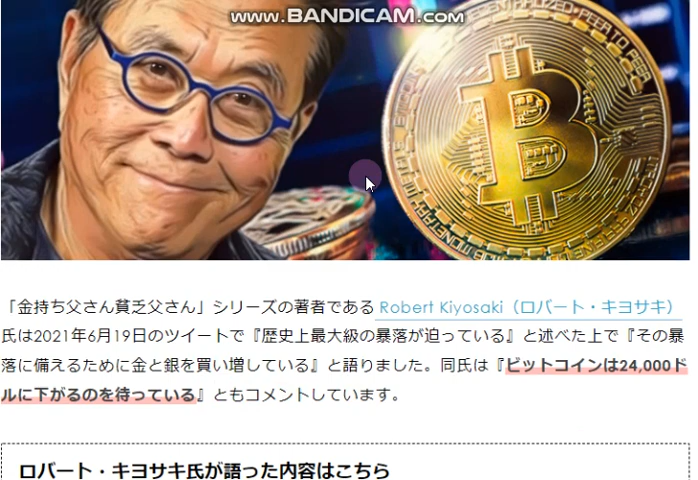 WWW.BANDICAM.COM
PEER TO PEER
「金持ち父さん貧乏父さん」シリーズの著者である Robert Kiyosaki（ロバート・キヨサキ）
氏は2021年6月19日のツイートで『歴史上最大級の暴落が迫っている』と述べた上で『その暴
落に備えるために金と銀を買い増している』と語りました。同氏は『ビットコインは24,000ド
ルに下がるのを待っている』ともコメントしています。
ロバート・キヨサキ氏が語った内容はこちら